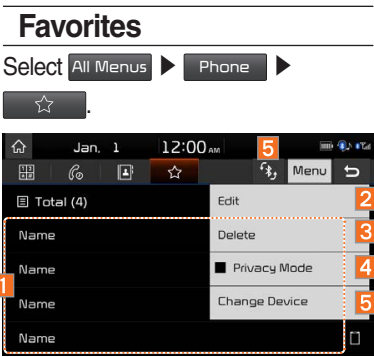 Favorites
Select All Menus ▶ Phone ▶
☆ .
Jan. 1 12:00 AM 5
Menu
Total (4) Edit 2
Name Delete 3
Name Privacy Mode 4
1
Name Change Device 5
Name